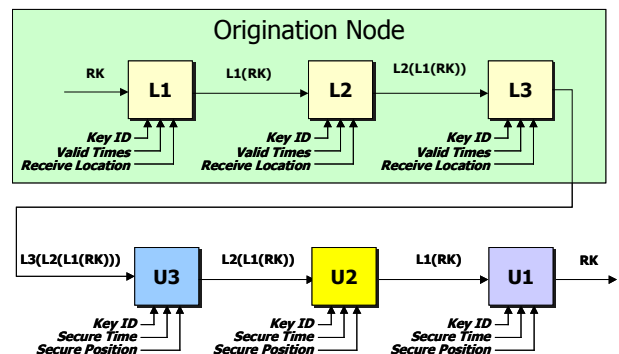 Origination Node
RK
L1
L1(RK)
L2
L2(L1(RK))
L3
Key ID
Valid Times
Receive Location
Key ID
Valid Times
Receive Location
Key ID
Valid Times
Receive Location
L3(L2(L1(RK)))
U3
L2(L1(RK))
U2
L1(RK)
U1
RK
Key ID
Secure Time
Secure Position
Key ID
Secure Time
Secure Position
Key ID
Secure Time
Secure Position